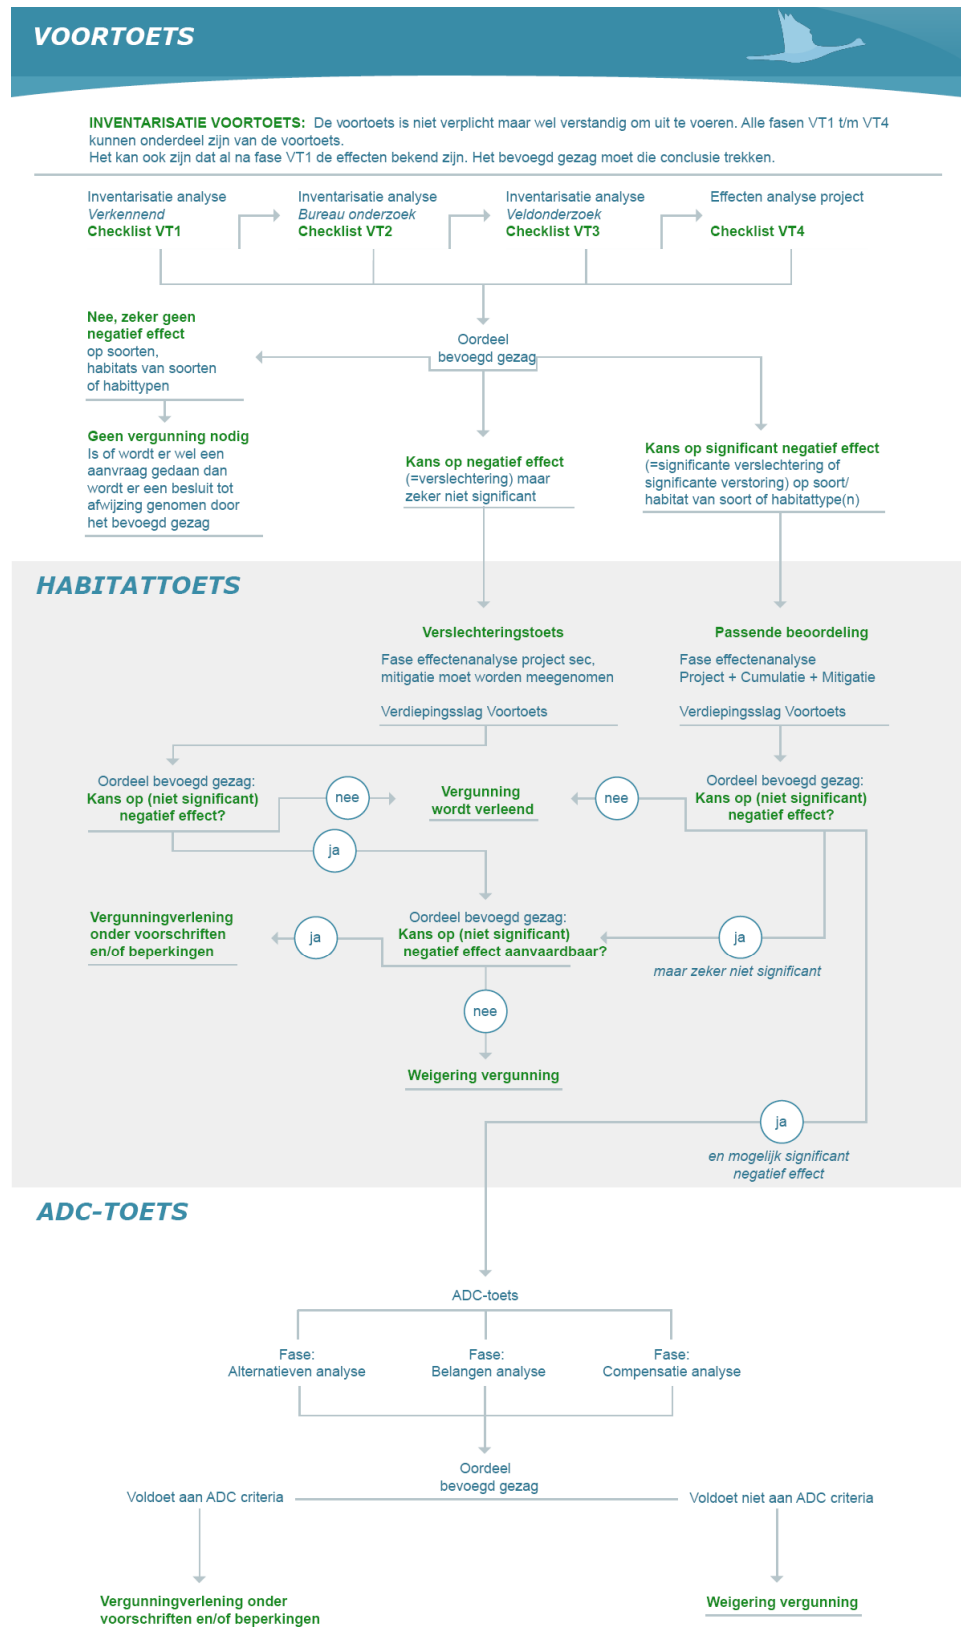 VOORTOETS
INVENTARISATIE VOORTOETS: De voortoets is niet verplicht maar wel verstandig om uit te voeren. Alle fasen VT1 t/m VT4
kunnen onderdeel zijn van de voortoets.
Het kan ook zijn dat al na fase VT1 de effecten bekend zijn. Het bevoegd gezag moet die conclusie trekken.
Inventarisatie analyse
Verkennend
Checklist VT1
Inventarisatie analyse
Bureau onderzoek
Checklist VT2
Inventarisatie analyse
Veldonderzoek
Checklist VT3
Effecten analyse project
Checklist VT4
Oordeel
bevoegd gezag
Nee, zeker geen
negatief effect
op soorten,
habitats van soorten
of habittypen
Geen vergunning nodig
Is of wordt er wel een
aanvraag gedaan dan
wordt er een besluit tot
afwijzing genomen door
het bevoegd gezag
Kans op negatief effect
(=verslechtering) maar
zeker niet significant
Kans op significant negatief effect
(=significante verslechtering of
significante verstoring) op soort/
habitat van soort of habitattype(n)
HABITATTOETS
Verslechteringstoets
Fase effectenanalyse project sec,
mitigatie moet worden meegenomen
Verdiepingsslag Voortoets
Passende beoordeling
Fase effectenanalyse
Project + Cumulatie + Mitigatie
Verdiepingsslag Voortoets
Oordeel bevoegd gezag:
Kans op (niet significant)
negatief effect?
nee
Vergunning
wordt verleend
nee
Oordeel bevoegd gezag:
Kans op (niet significant)
negatief effect?
ja
Vergunningverlening
onder voorschriften
en/of beperkingen
ja
Oordeel bevoegd gezag:
Kans op (niet significant)
negatief effect aanvaardbaar?
ja
maar zeker niet significant
nee
Weigering vergunning
ja
en mogelijk significant
negatief effect
ADC-TOETS
ADC-toets
Fase:
Alternatieven analyse
Fase:
Belangen analyse
Fase:
Compensatie analyse
Oordeel
bevoegd gezag
Voldoet aan ADC criteria
Voldoet niet aan ADC criteria
Vergunningverlening onder
voorschriften en/of beperkingen
Weigering vergunning